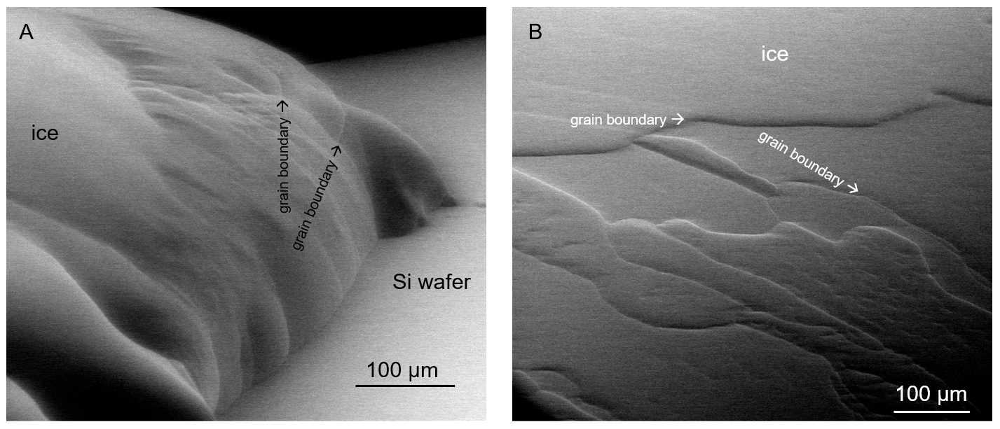 A
ice
grain boundary →
grain boundary →
Si wafer
100 µm
B
ice
grain boundary →
grain boundary →
100 µm